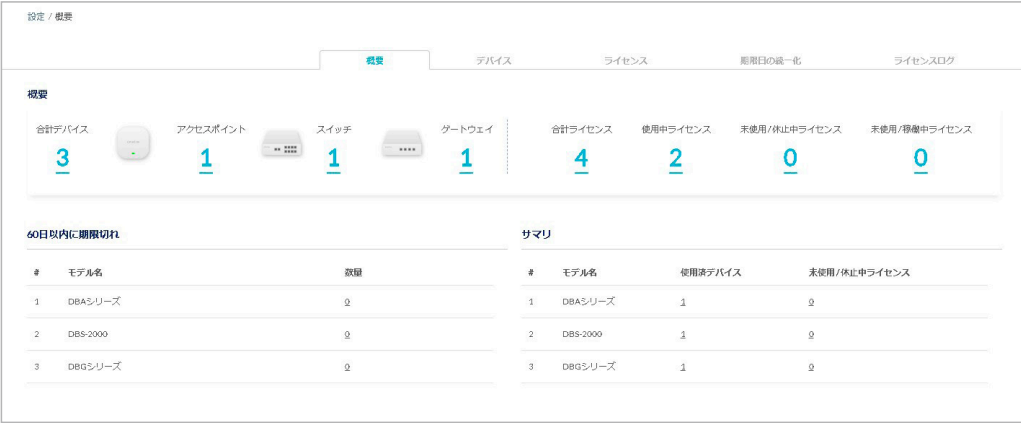 設定 / 概要
概要 デバイス ライセンス 期限日の統一化 ライセンスログ
概要
合計デバイス アクセスポイント スイッチ ゲートウェイ 合計ライセンス 使用中ライセンス 未使用/休止中ライセンス 未使用/稼働中ライセンス
3 1 1 1 4 2 0 0
60日以内に期限切れ
# モデル名 数量
1 DBAシリーズ 0
2 DBS-2000 0
3 DBGシリーズ 0
サマリ
# モデル名 使用済デバイス 未使用/休止中ライセンス
1 DBAシリーズ 1 0
2 DBS-2000 1 0
3 DBGシリーズ 1 0